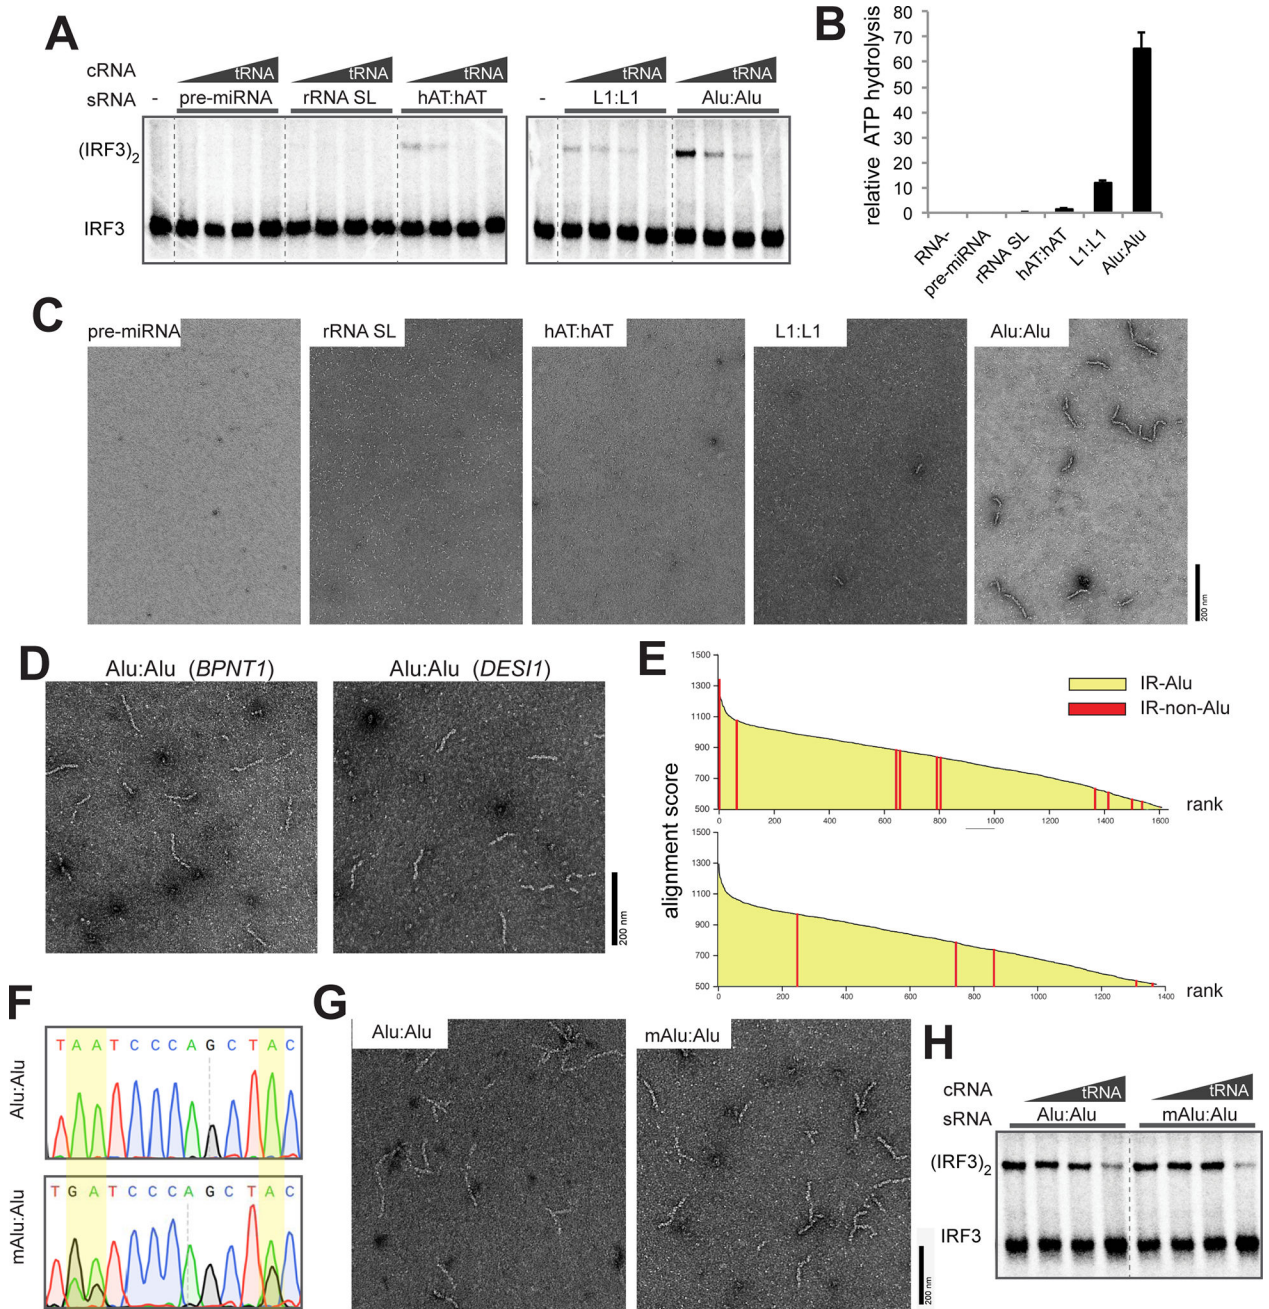 A
cRNA tRNA tRNA tRNA tRNA tRNA
sRNA - pre-miRNA rRNA SL hAT:hAT - L1:L1 Alu:Alu
(IRF3)2
IRF3
B
relative ATP hydrolysis
80
70
60
50
40
30
20
10
0
RNA-
pre-miRNA
rRNA SL
hAT:hAT
L1:L1
Alu:Alu
C
pre-miRNA rRNA SL hAT:hAT L1:L1 Alu:Alu
200 nm
D
Alu:Alu (BPNT1) Alu:Alu (DESI1)
200 nm
E
alignment score
1500
1300
1100
900
700
500
0 200 400 600 800 1000 1200 1400 1600
rank
IR-Alu
IR-non-Alu
1500
1300
1100
900
700
500
0 200 400 600 800 1000 1200 1400
rank
F
Alu:Alu
T A A T C C C A G C T A C
mAlu:Alu
T G A T C C C A G C T A C
G
Alu:Alu mAlu:Alu
200 nm
H
cRNA tRNA tRNA
sRNA Alu:Alu mAlu:Alu
(IRF3)2
IRF3